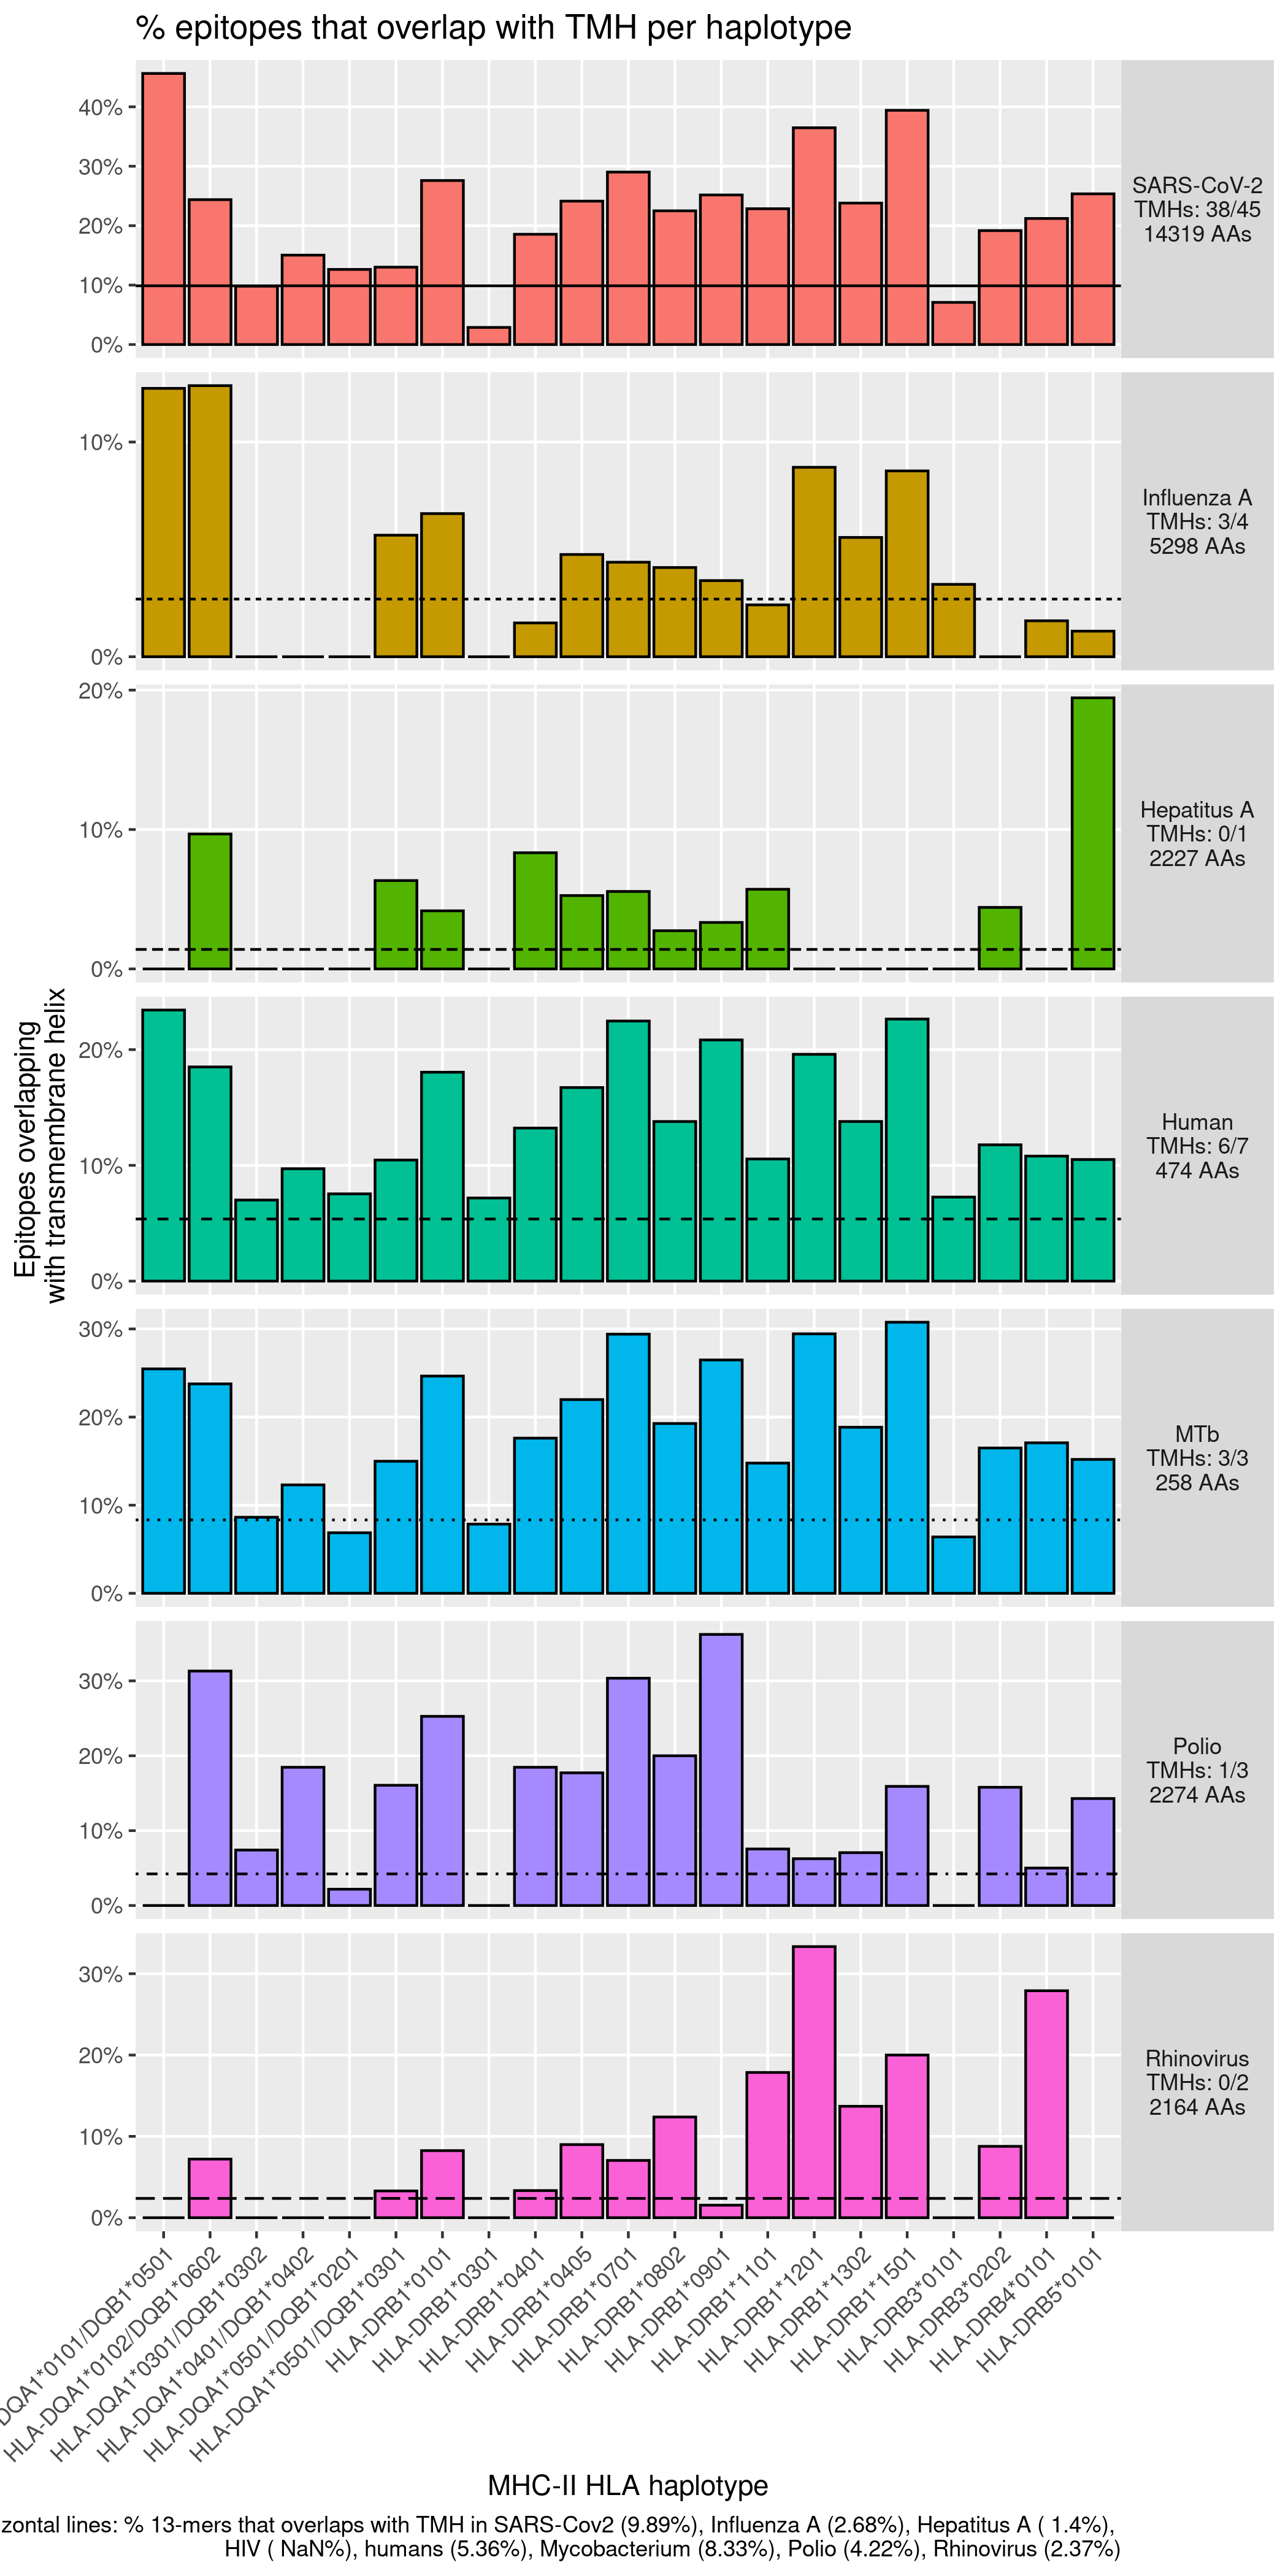 % epitopes that overlap with TMH per haplotype
Epitopes overlapping
with transmembrane helix
40%
30%
20%
10%
0%
SARS-CoV-2
TMHs: 38/45
14319 AAs
10%
0%
Influenza A
TMHs: 3/4
5298 AAs
20%
10%
0%
Hepatitus A
TMHs: 0/1
2227 AAs
20%
10%
0%
Human
TMHs: 6/7
474 AAs
30%
20%
10%
0%
MTb
TMHs: 3/3
258 AAs
30%
20%
10%
0%
Polio
TMHs: 1/3
2274 AAs
30%
20%
10%
0%
Rhinovirus
TMHs: 0/2
2164 AAs
DQA1*0101/DQB1*0501
HLA-DQA1*0102/DQB1*0602
HLA-DQA1*0301/DQB1*0302
HLA-DQA1*0401/DQB1*0402
HLA-DQA1*0501/DQB1*0201
HLA-DQA1*0501/DQB1*0301
HLA-DRB1*0101
HLA-DRB1*0301
HLA-DRB1*0401
HLA-DRB1*0405
HLA-DRB1*0701
HLA-DRB1*0802
HLA-DRB1*0901
HLA-DRB1*1101
HLA-DRB1*1201
HLA-DRB1*1302
HLA-DRB1*1501
HLA-DRB3*0101
HLA-DRB3*0202
HLA-DRB4*0101
HLA-DRB5*0101
MHC-II HLA haplotype
zontal lines: % 13-mers that overlaps with TMH in SARS-Cov2 (9.89%), Influenza A (2.68%), Hepatitus A ( 1.4%),
HIV ( NaN%), humans (5.36%), Mycobacterium (8.33%), Polio (4.22%), Rhinovirus (2.37%)